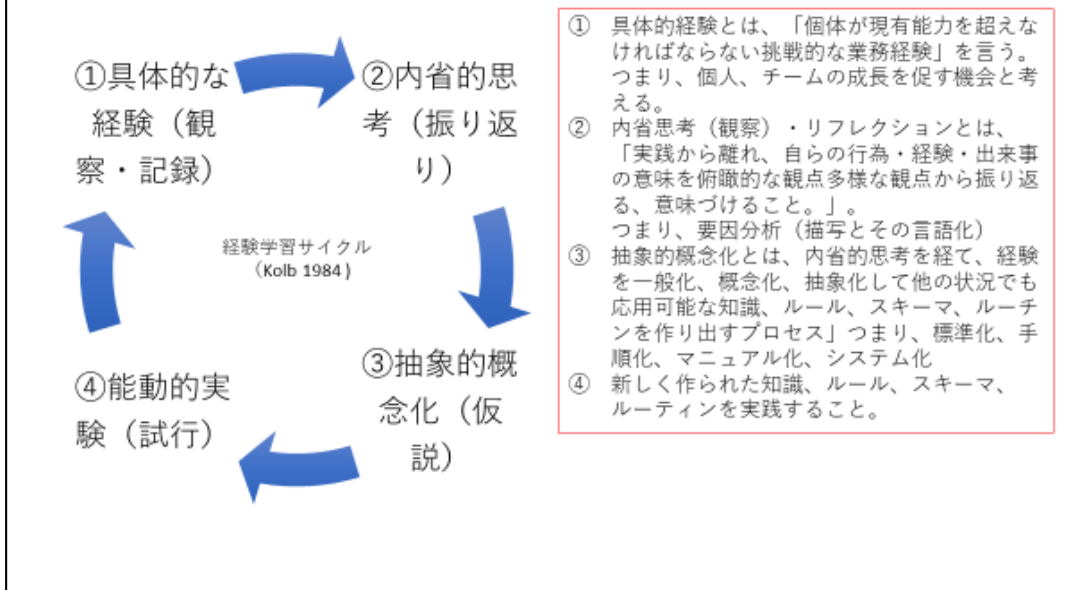 ①具体的な
経験（観
察・記録）
②内省的思
考（振り返
り）
経験学習サイクル
（Kolb 1984）
③抽象的概
念化（仮
説）
④能動的実
験（試行）
① 具体的経験とは、「個体が現有能力を超えな
ければならない挑戦的な業務経験」を言う。
つまり、個人、チームの成長を促す機会と考
える。
② 内省思考（観察）・リフレクションとは、
「実践から離れ、自らの行為・経験・出来事
の意味を俯瞰的な観点多様な観点から振り返
る、意味づけること。」。
つまり、要因分析（描写とその言語化）
③ 抽象的概念化とは、内省的思考を経て、経験
を一般化、概念化、抽象化して他の状況でも
応用可能な知識、ルール、スキーマ、ルーチ
ンを作り出すプロセス」つまり、標準化、手
順化、マニュアル化、システム化
④ 新しく作られた知識、ルール、スキーマ、
ルーティンを実践すること。